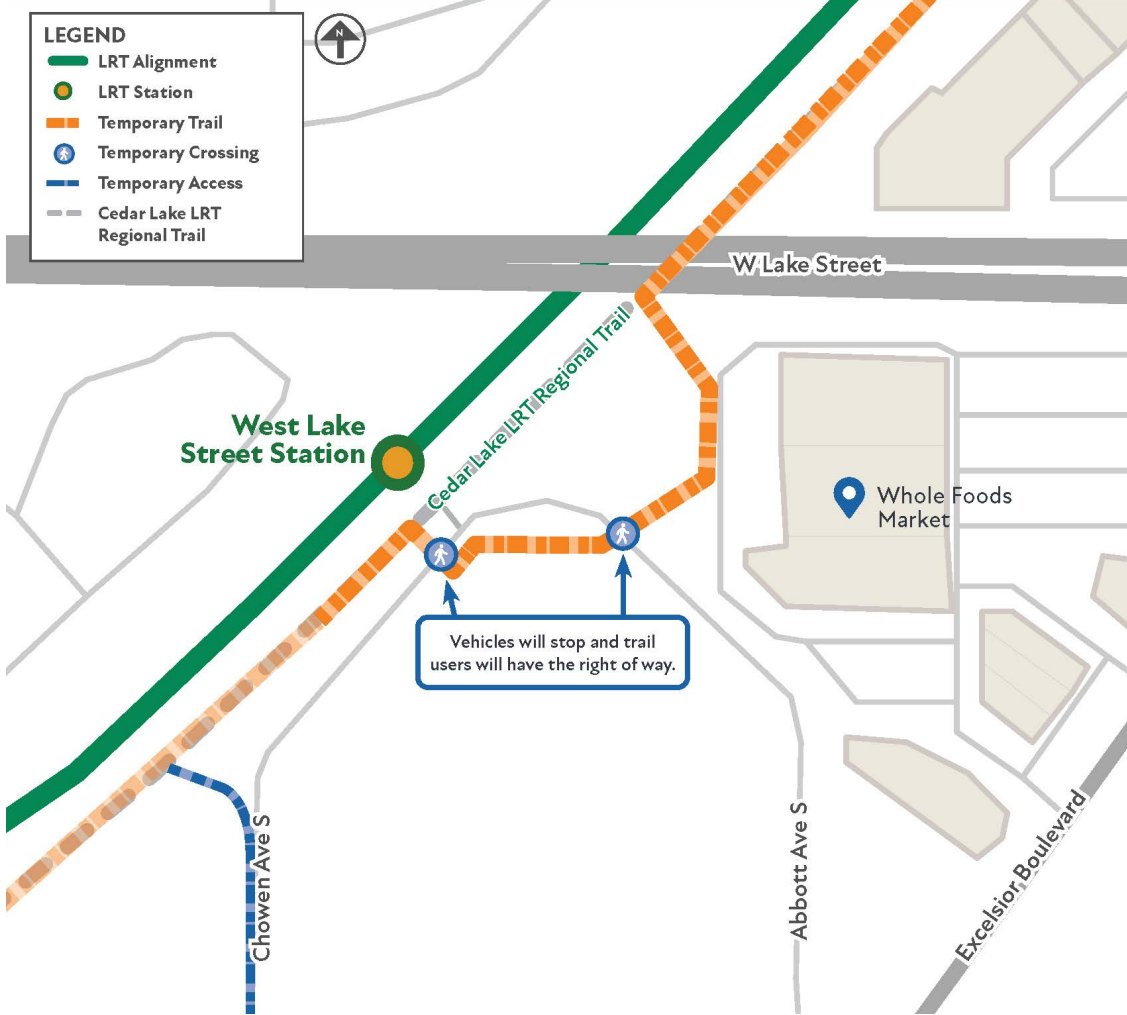 LEGEND
LRT Alignment
LRT Station
Temporary Trail
Temporary Crossing
Temporary Access
Cedar Lake LRT
Regional Trail
N
W Lake Street
Cedar Lake LRT Regional Trail
West Lake
Street Station
Whole Foods
Market
Vehicles will stop and trail
users will have the right of way.
Chowen Ave S
Abbott Ave S
Excelsior Boulevard